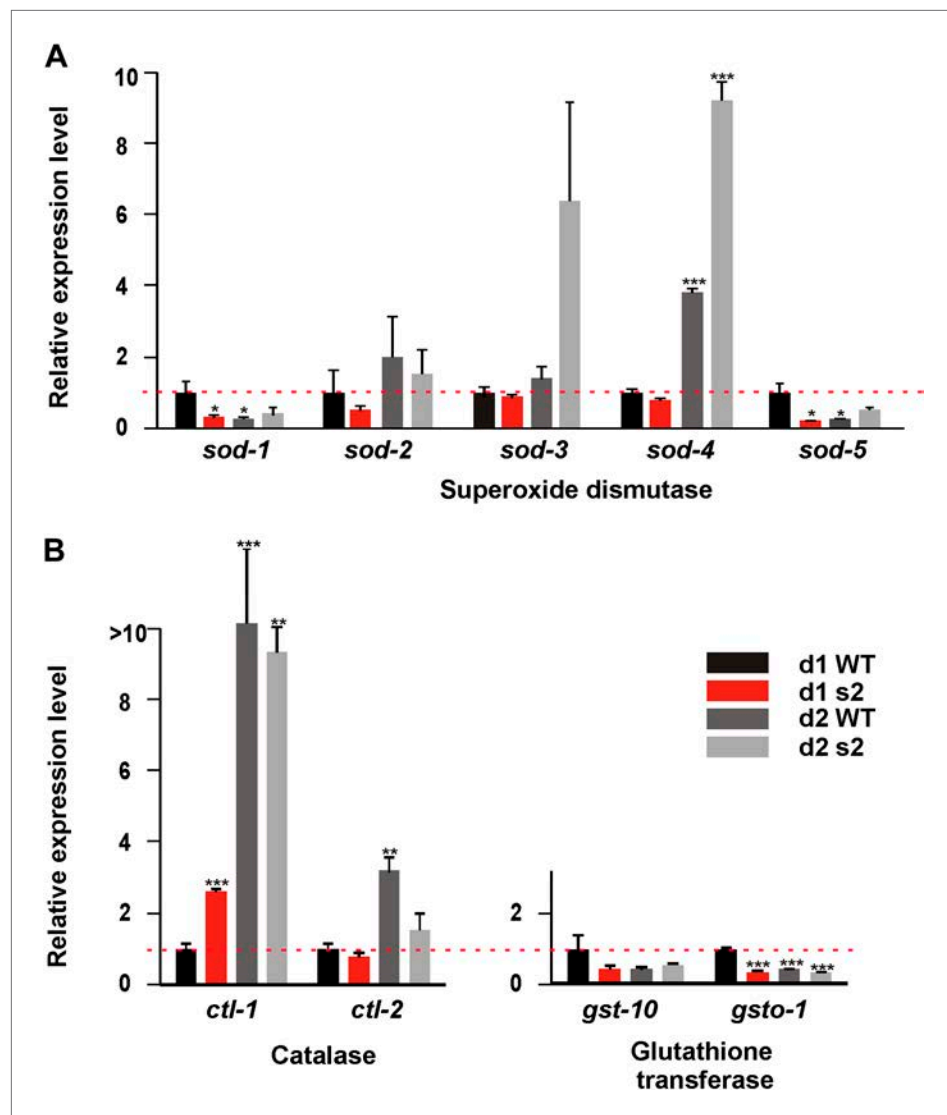 A
Relative expression level
10
8
6
4
2
0
***
***
* *
* *
sod-1 sod-2 sod-3 sod-4 sod-5
Superoxide dismutase
B
Relative expression level
>10
8
6
4
2
0
***
***
**
**
ctl-1 ctl-2
Catalase
d1 WT
d1 s2
d2 WT
d2 s2
2
0
*** *** ***
gst-10 gsto-1
Glutathione
transferase